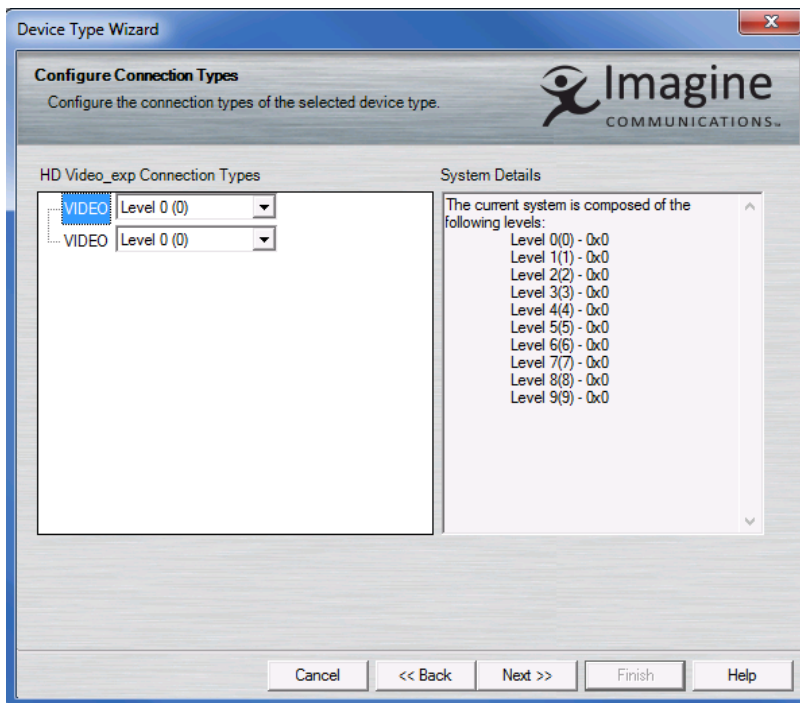 Device Type Wizard
x
Configure Connection Types
Configure the connection types of the selected device type.
Imagine
COMMUNICATIONS™
HD Video_exp Connection Types
VIDEO Level 0 (0)
VIDEO Level 0 (0)
System Details
The current system is composed of the
following levels:
Level 0(0) - 0x0
Level 1(1) - 0x0
Level 2(2) - 0x0
Level 3(3) - 0x0
Level 4(4) - 0x0
Level 5(5) - 0x0
Level 6(6) - 0x0
Level 7(7) - 0x0
Level 8(8) - 0x0
Level 9(9) - 0x0
Cancel
<< Back
Next >>
Finish
Help